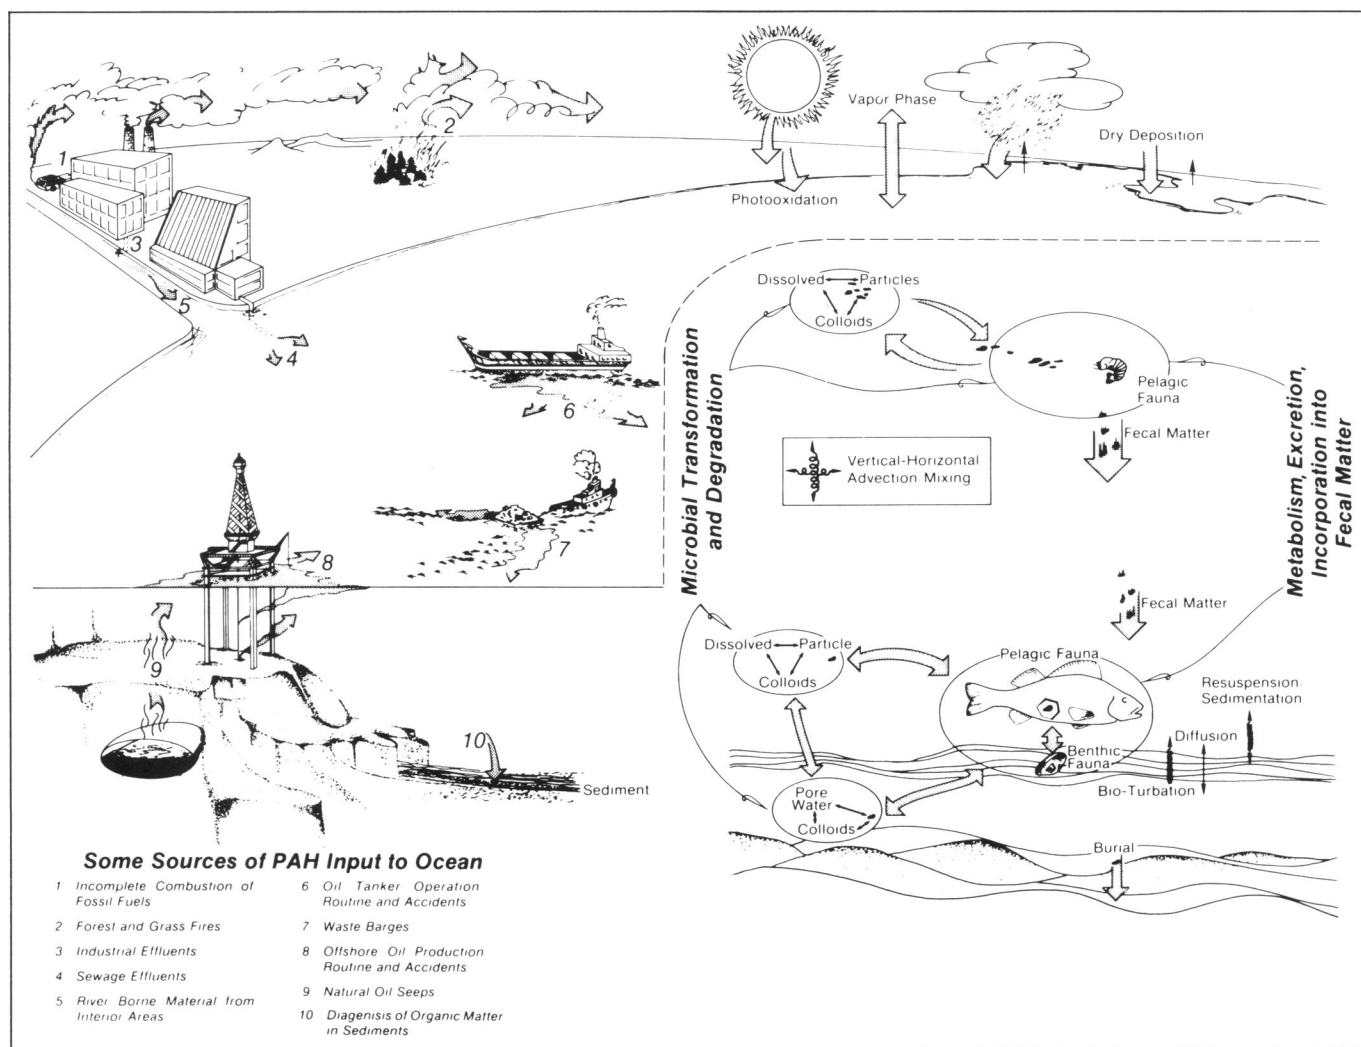 1
2
3
4
5
6
7
8
9
10
Sediment
Vapor Phase
Dry Deposition
Photooxidation
Dissolved
Particles
Colloids
Pelagic
Fauna
Fecal Matter
Vertical-Horizontal
Advection Mixing
Microbial Transformation
and Degradation
Metabolism, Excretion,
Incorporation into
Fecal Matter
Fecal Matter
Dissolved
Particle
Colloids
Pelagic Fauna
Resuspension
Sedimentation
Diffusion
Benthic
Fauna
Bio-Turbation
Pore
Water
Colloids
Burial
Some Sources of PAH Input to Ocean
1 Incomplete Combustion of
Fossil Fuels
2 Forest and Grass Fires
3 Industrial Effluents
4 Sewage Effluents
5 River Borne Material from
Interior Areas
6 Oil Tanker Operation
Routine and Accidents
7 Waste Barges
8 Offshore Oil Production
Routine and Accidents
9 Natural Oil Seeps
10 Diagenisis of Organic Matter
in Sediments